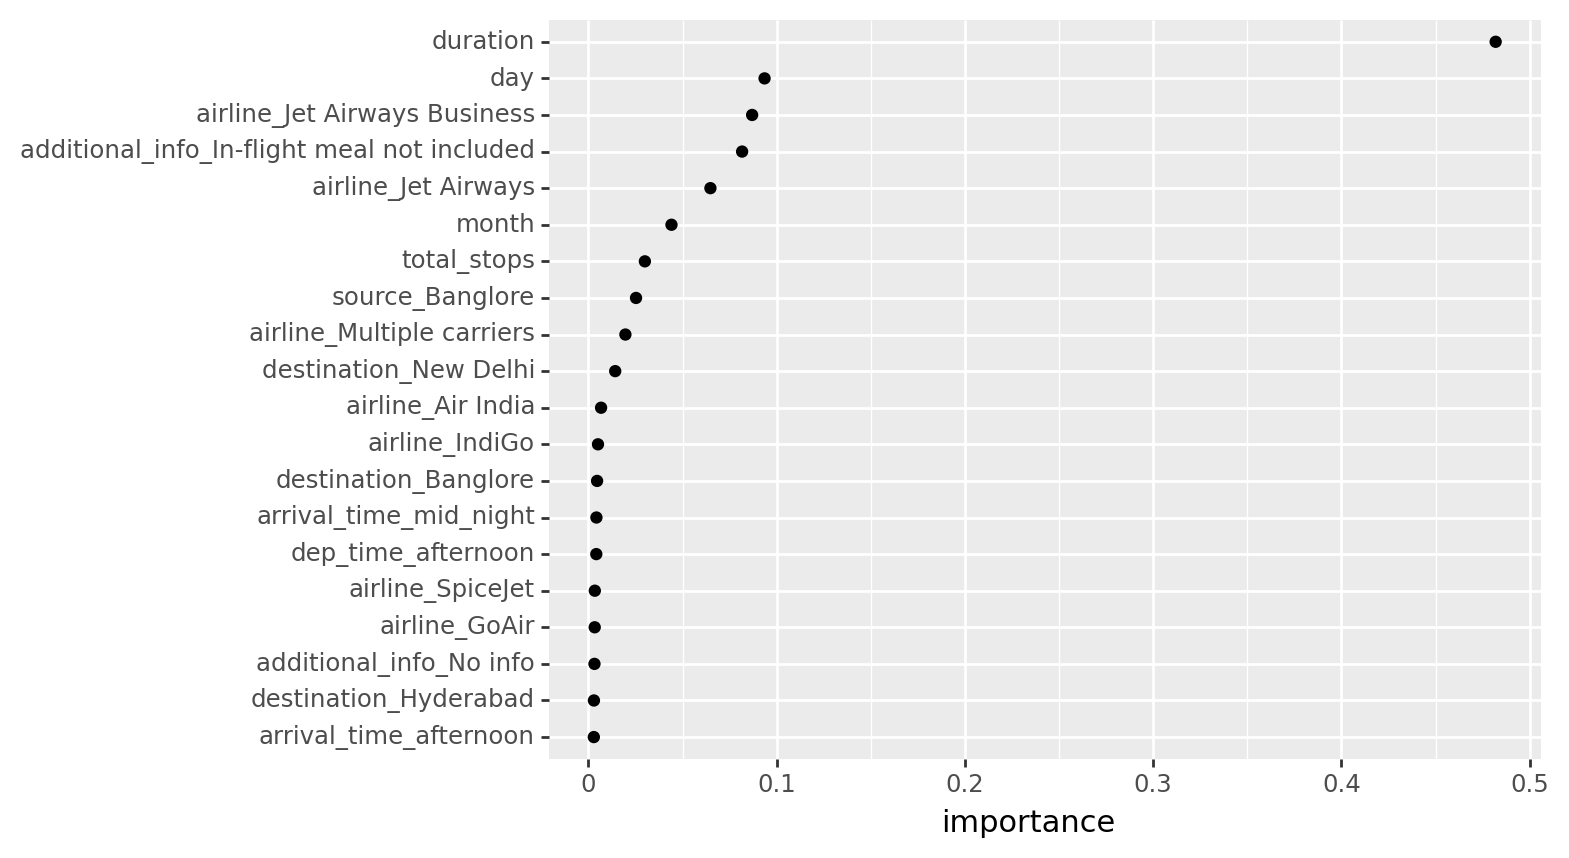 duration
day
airline_Jet Airways Business
additional_info_In-flight meal not included
airline_Jet Airways
month
total_stops
source_Banglore
airline_Multiple carriers
destination_New Delhi
airline_Air India
airline_IndiGo
destination_Banglore
arrival_time_mid_night
dep_time_afternoon
airline_SpiceJet
airline_GoAir
additional_info_No info
destination_Hyderabad
arrival_time_afternoon
0 0.1 0.2 0.3 0.4 0.5
importance